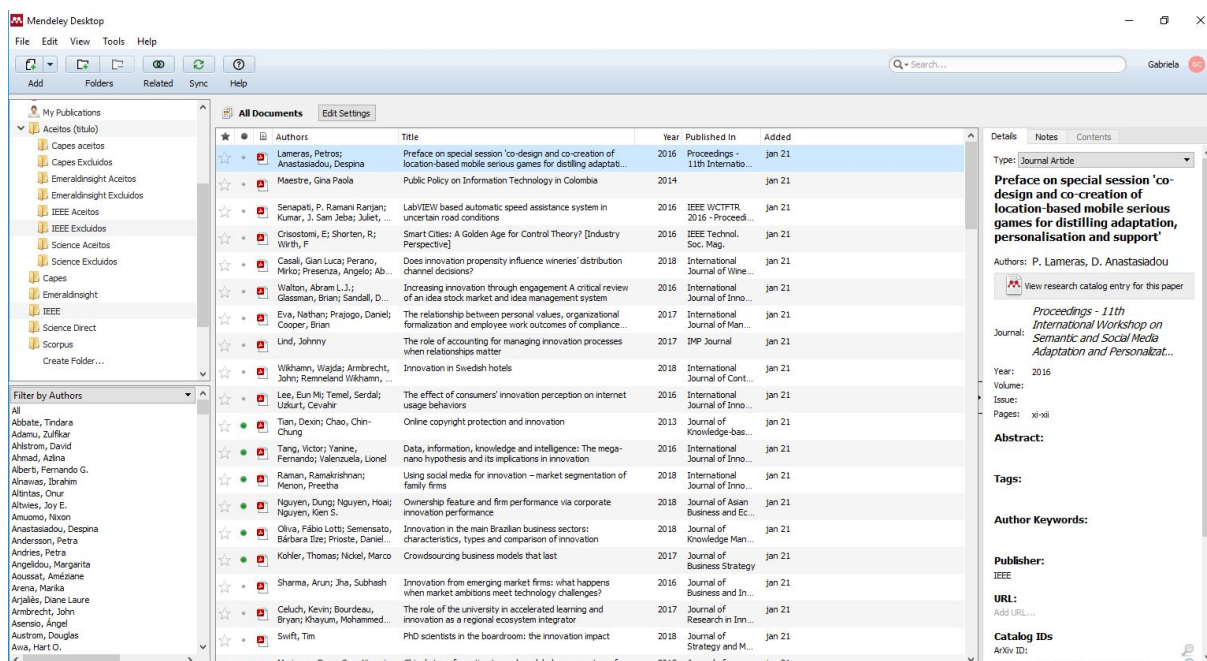 Mendeley Desktop
File Edit View Tools Help
Add Folders Related Sync Help
Search...
Gabriela GC
My Publications
Aceitos (titulo)
Capes aceitos
Capes Excluidos
Emeraldinsight Aceitos
Emeraldinsight Excluidos
IEEE Aceitos
IEEE Excluidos
Science Aceitos
Science Excluidos
Capes
Emeraldinsight
IEEE
Science Direct
Scorpus
Create Folder...
Filter by Authors
All
Abbate, Tindara
Adamu, Zulfikar
Ahlstrom, David
Ahmad, Azlina
Alberti, Fernando G.
Alnawas, Ibrahim
Altintas, Onur
Altwies, Joy E.
Amuomo, Nixon
Anastasiadou, Despina
Andersson, Petra
Andries, Petra
Angelidou, Margarita
Aoussat, Améziane
Arena, Marika
Arjaliès, Diane Laure
Armbrecht, John
Asensio, Ángel
Austrom, Douglas
Awa, Hart O.
All Documents Edit Settings
Authors Title Year Published In Added
Lameras, Petros; Preface on special session 'co-design and co-creation of 2016 Proceedings - jan 21
Anastasiadou, Despina location-based mobile serious games for distilling adaptati... 11th Internatio...
Maestre, Gina Paola Public Policy on Information Technology in Colombia 2014 jan 21
Senapati, P. Ramani Ranjan; LabVIEW based automatic speed assistance system in 2016 IEEE WCTFTR jan 21
Kumar, J. Sam Jeba; Juliet, ... uncertain road conditions 2016 - Proceedi...
Crisostomi, E; Shorten, R; Smart Cities: A Golden Age for Control Theory? [Industry 2016 IEEE Technol. jan 21
Wirth, F Perspective] Soc. Mag.
Casali, Gian Luca; Perano, Does innovation propensity influence wineries' distribution 2018 International jan 21
Mirko; Presenza, Angelo; Ab... channel decisions? Journal of Wine...
Walton, Abram L.J.; Increasing innovation through engagement A critical review 2016 International jan 21
Glassman, Brian; Sandall, D... of an idea stock market and idea management system Journal of Inno...
Eva, Nathan; Prajogo, Daniel; The relationship between personal values, organizational 2017 International jan 21
Cooper, Brian formalization and employee work outcomes of compliance... Journal of Man...
Lind, Johnny The role of accounting for managing innovation processes 2017 IMP Journal jan 21
when relationships matter
Wikhamn, Wajda; Armbrecht, Innovation in Swedish hotels 2018 International jan 21
John; Remneland Wikhamn, ... Journal of Cont...
Lee, Eun Mi; Temel, Serdal; The effect of consumers' innovation perception on internet 2016 International jan 21
Uzkurt, Cevahir usage behaviors Journal of Inno...
Tian, Dexin; Chao, Chin- Online copyright protection and innovation 2013 Journal of jan 21
Chung Knowledge-bas...
Tang, Victor; Yanine, Data, information, knowledge and intelligence: The mega- 2016 International jan 21
Fernando; Valenzuela, Lionel nano hypothesis and its implications in innovation Journal of Inno...
Raman, Ramakrishnan; Using social media for innovation – market segmentation of 2018 International jan 21
Menon, Preetha family firms Journal of Inno...
Nguyen, Dung; Nguyen, Hoai; Ownership feature and firm performance via corporate 2018 Journal of Asian jan 21
Nguyen, Kien S. innovation performance Business and Ec...
Oliva, Fábio Lotti; Semensato, Innovation in the main Brazilian business sectors: 2018 Journal of jan 21
Bárbara Ilze; Prioste, Daniel... characteristics, types and comparison of innovation Knowledge Man...
Kohler, Thomas; Nickel, Marco Crowdsourcing business models that last 2017 Journal of jan 21
Business Strategy
Sharma, Arun; Jha, Subhash Innovation from emerging market firms: what happens 2016 Journal of jan 21
when market ambitions meet technology challenges? Business and In...
Celuch, Kevin; Bourdeau, The role of the university in accelerated learning and 2017 Journal of jan 21
Bryan; Khayum, Mohammed... innovation as a regional ecosystem integrator Research in Inn...
Swift, Tim PhD scientists in the boardroom: the innovation impact 2018 Journal of jan 21
Strategy and M...
Details Notes Contents
Type: Journal Article
Preface on special session 'co-
design and co-creation of
location-based mobile serious
games for distilling adaptation,
personalisation and support'
Authors: P. Lameras, D. Anastasiadou
View research catalog entry for this paper
Proceedings - 11th
Journal: International Workshop on
Semantic and Social Media
Adaptation and Personalizat...
Year: 2016
Volume:
Issue:
Pages: xi-xii
Abstract:
Tags:
Author Keywords:
Publisher:
IEEE
URL:
Add URL...
Catalog IDs
ArXiv ID: